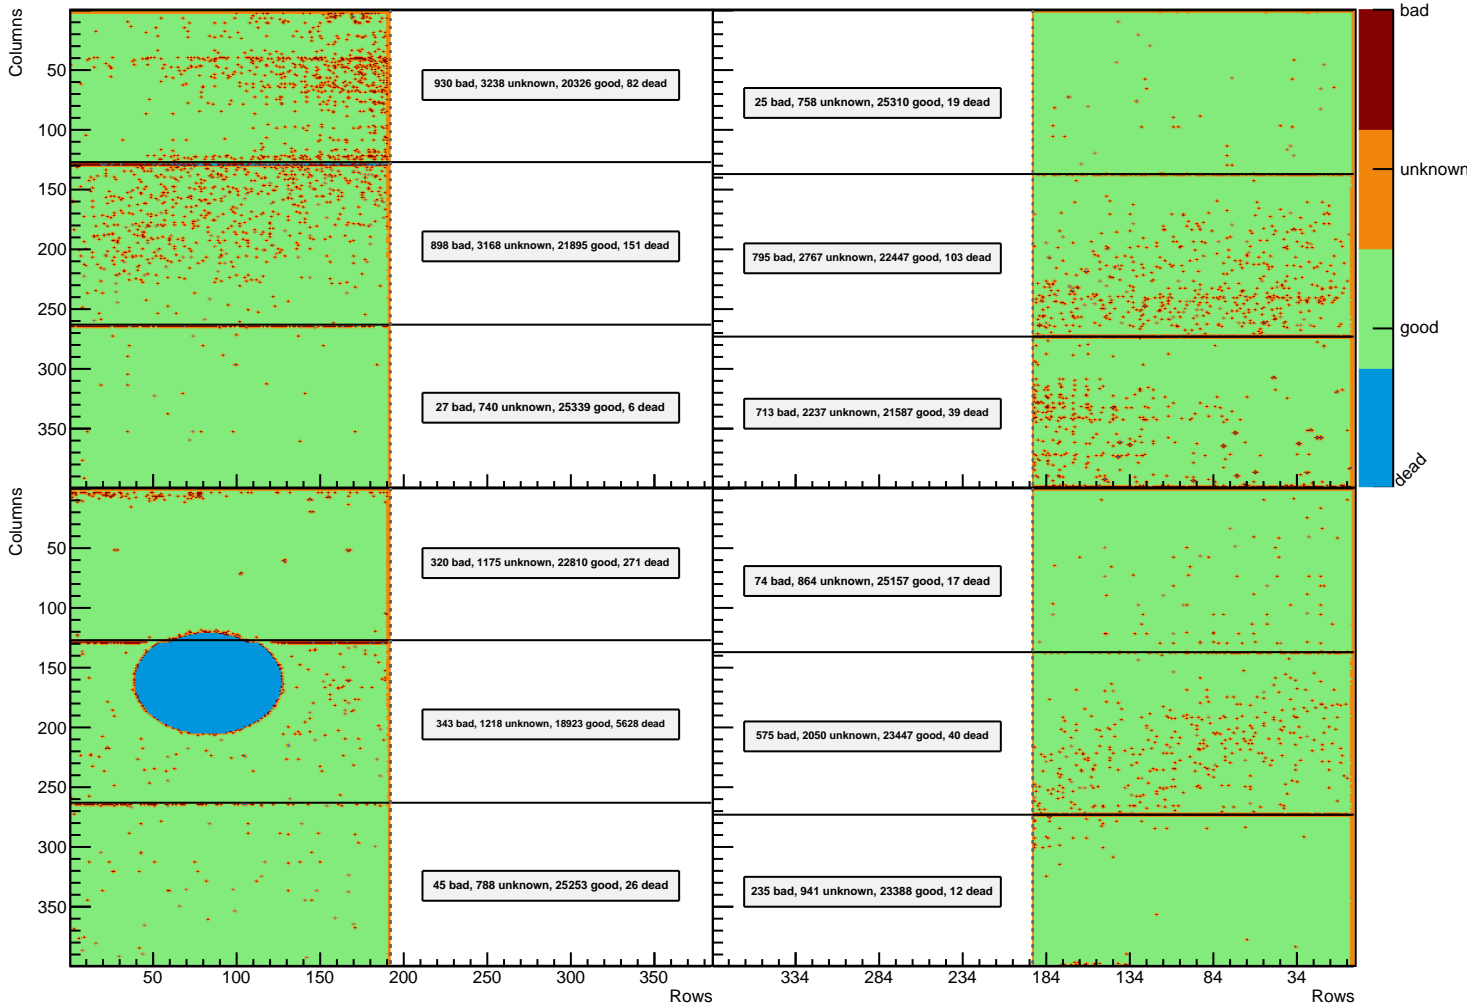 Columns
50
100
150
200
250
300
350
930 bad, 3238 unknown, 20326 good, 82 dead
898 bad, 3168 unknown, 21895 good, 151 dead
27 bad, 740 unknown, 25339 good, 6 dead
25 bad, 758 unknown, 25310 good, 19 dead
795 bad, 2767 unknown, 22447 good, 103 dead
713 bad, 2237 unknown, 21587 good, 39 dead
bad
unknown
good
dead
Columns
50
100
150
200
250
300
350
320 bad, 1175 unknown, 22810 good, 271 dead
343 bad, 1218 unknown, 18923 good, 5628 dead
45 bad, 788 unknown, 25253 good, 26 dead
74 bad, 864 unknown, 25157 good, 17 dead
575 bad, 2050 unknown, 23447 good, 40 dead
235 bad, 941 unknown, 23388 good, 12 dead
50 100 150 200 250 300 350
334 284 234 184 134 84 34
Rows
Rows